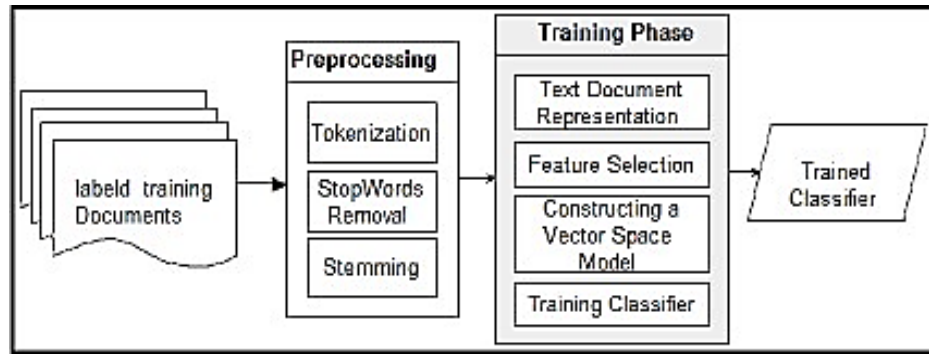 labeld training
Documents
Preprocessing
Tokenization
StopWords
Removal
Stemming
Training Phase
Text Document
Representation
Feature Selection
Constructing a
Vector Space
Model
Training Classifier
Trained
Classifier